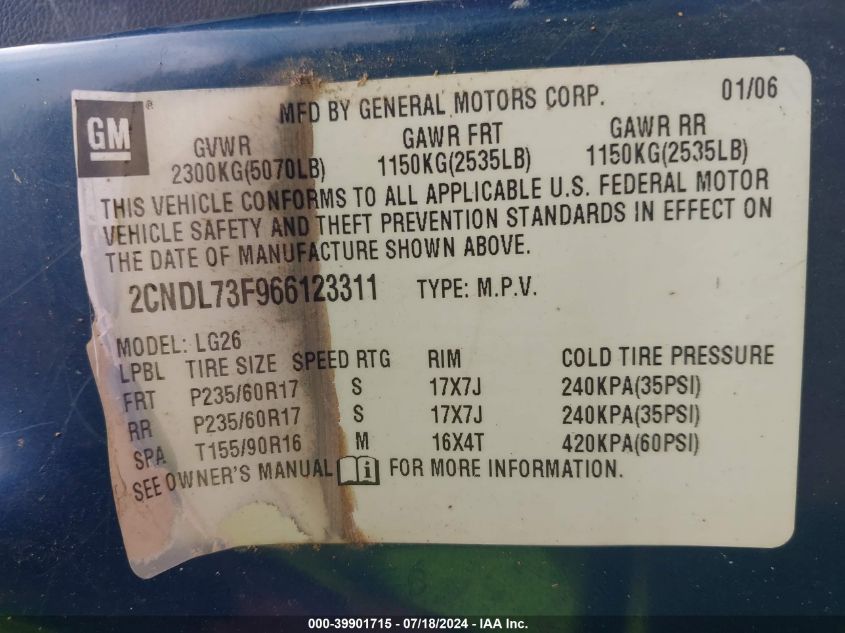 GM ® MFD BY GENERAL MOTORS CORP. 01/06
GVWR GAWR FRT GAWR RR
2300KG(5070LB) 1150KG(2535LB) 1150KG(2535LB)
THIS VEHICLE CONFORMS TO ALL APPLICABLE U.S. FEDERAL MOTOR
VEHICLE SAFETY AND THEFT PREVENTION STANDARDS IN EFFECT ON
THE DATE OF MANUFACTURE SHOWN ABOVE.
2CNDL73F966123311 TYPE: M.P.V.
MODEL: LG26
LPBL TIRE SIZE SPEED RTG RIM COLD TIRE PRESSURE
FRT P235/60R17 S 17X7J 240KPA(35PSI)
RR P235/60R17 S 17X7J 240KPA(35PSI)
SPA T155/90R16 M 16X4T 420KPA(60PSI)
SEE OWNER'S MANUAL i FOR MORE INFORMATION.
000-39901715 - 07/18/2024 - IAA Inc.